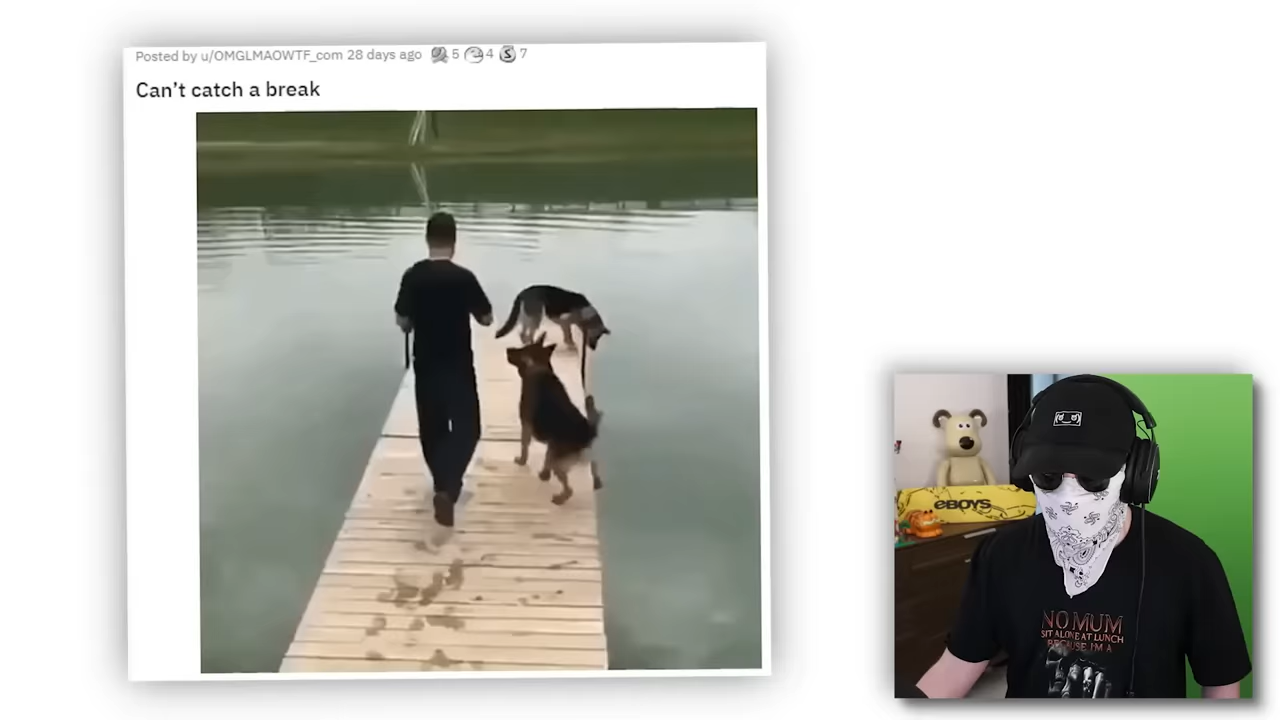 Posted by u/OMGLMAOWTF_com 28 days ago 5 4 7
Can't catch a break
eBOYS
NO MUM
SIT ALONE AT LUNCH
BECAUSE I'M A